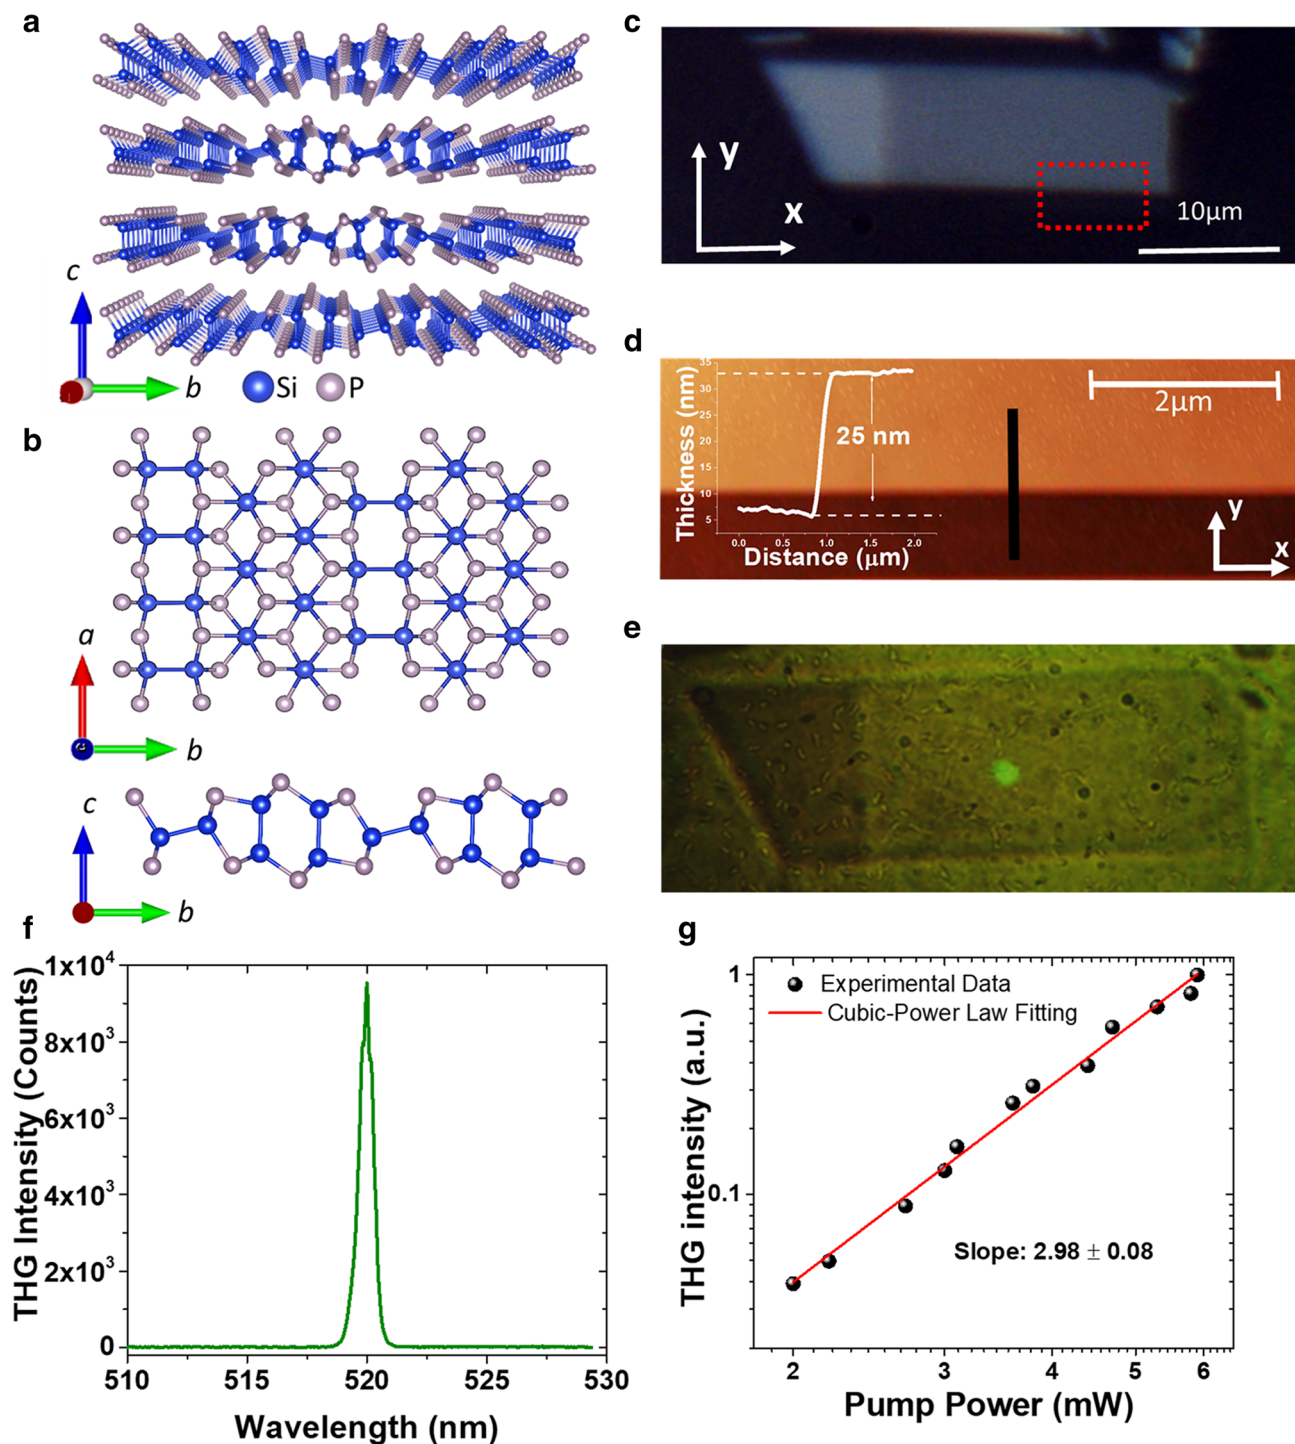 a
c
b
Si
P
b
a
b
c
b
c
y
x
10μm
d
35
30
25
20
15
10
5
Thickness (nm)
25 nm
0.0 0.5 1.0 1.5 2.0
Distance (μm)
2μm
y
x
e
f
1x10⁴
8x10³
6x10³
4x10³
2x10³
0
THG Intensity (Counts)
510 515 520 525 530
Wavelength (nm)
g
1
0.1
THG intensity (a.u.)
Experimental Data
Cubic-Power Law Fitting
Slope: 2.98 ± 0.08
2 3 4 5 6
Pump Power (mW)